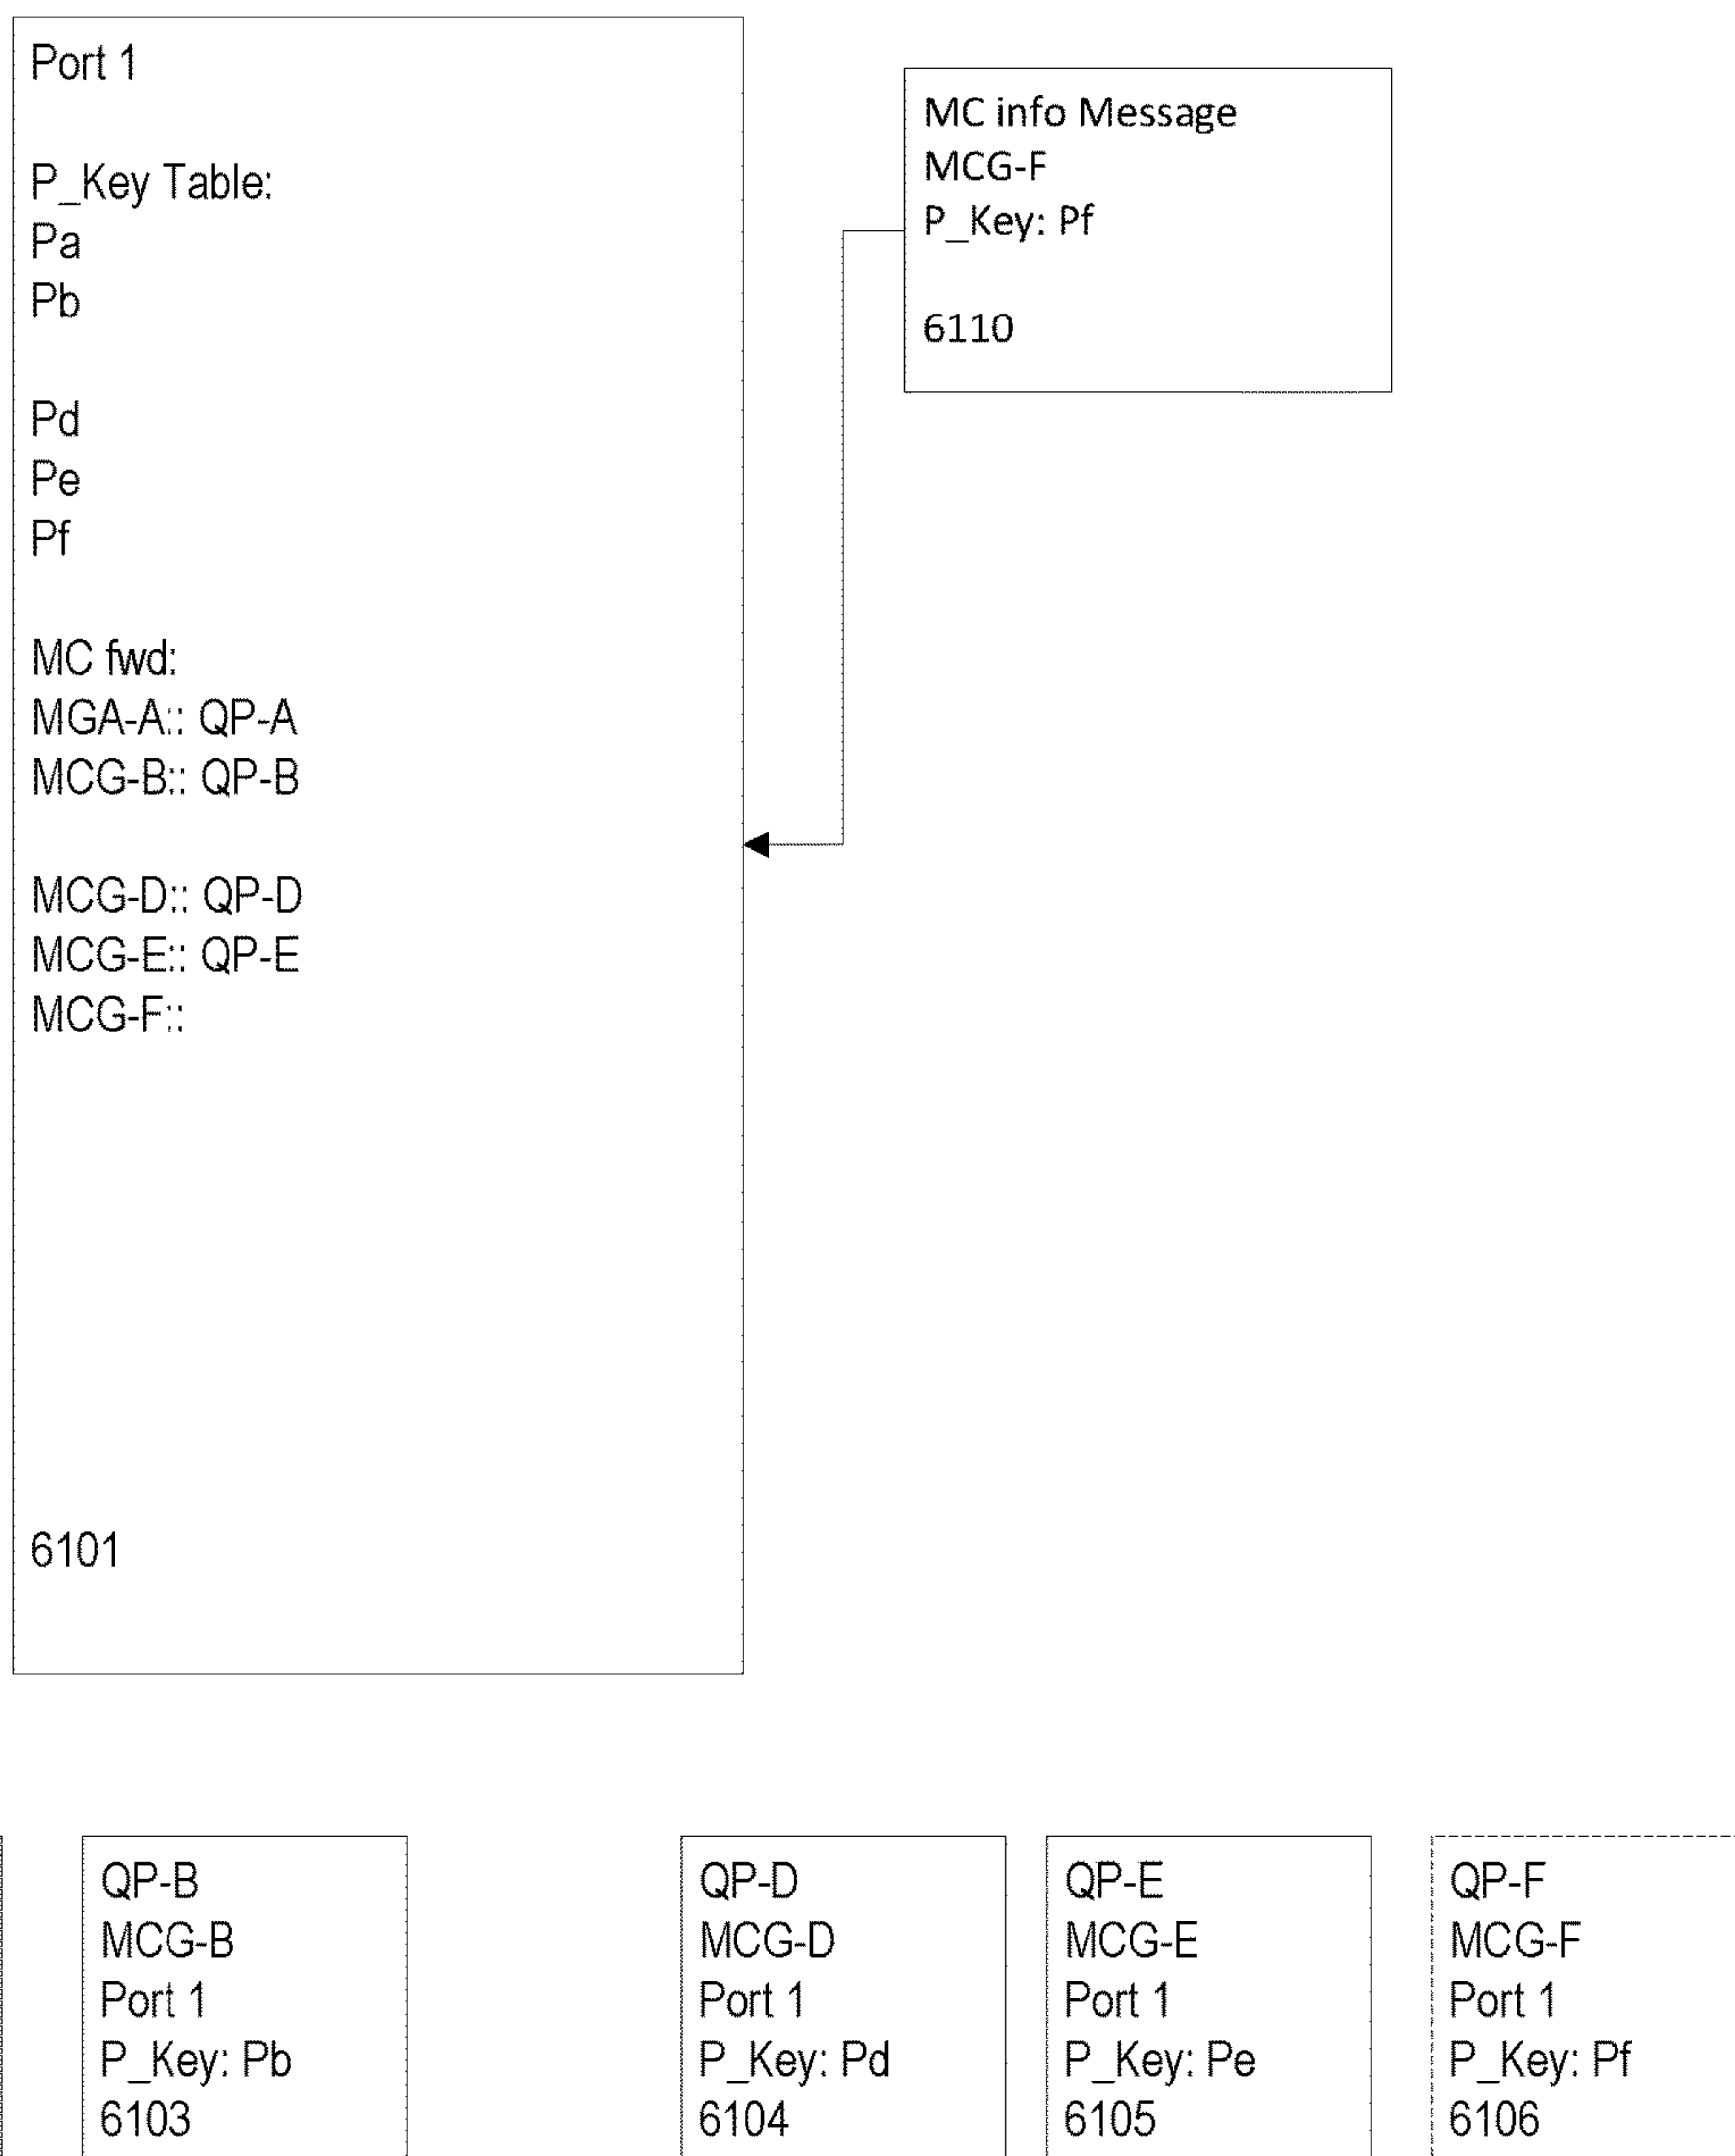 Port 1
P_Key Table:
Pa
Pb
Pd
Pe
Pf
MC fwd:
MGA-A:: QP-A
MCG-B:: QP-B
MCG-D:: QP-D
MCG-E:: QP-E
MCG-F::
6101
MC info Message
MCG-F
P_Key: Pf
6110
QP-B
MCG-B
Port 1
P_Key: Pb
6103
QP-D
MCG-D
Port 1
P_Key: Pd
6104
QP-E
MCG-E
Port 1
P_Key: Pe
6105
QP-F
MCG-F
Port 1
P_Key: Pf
6106